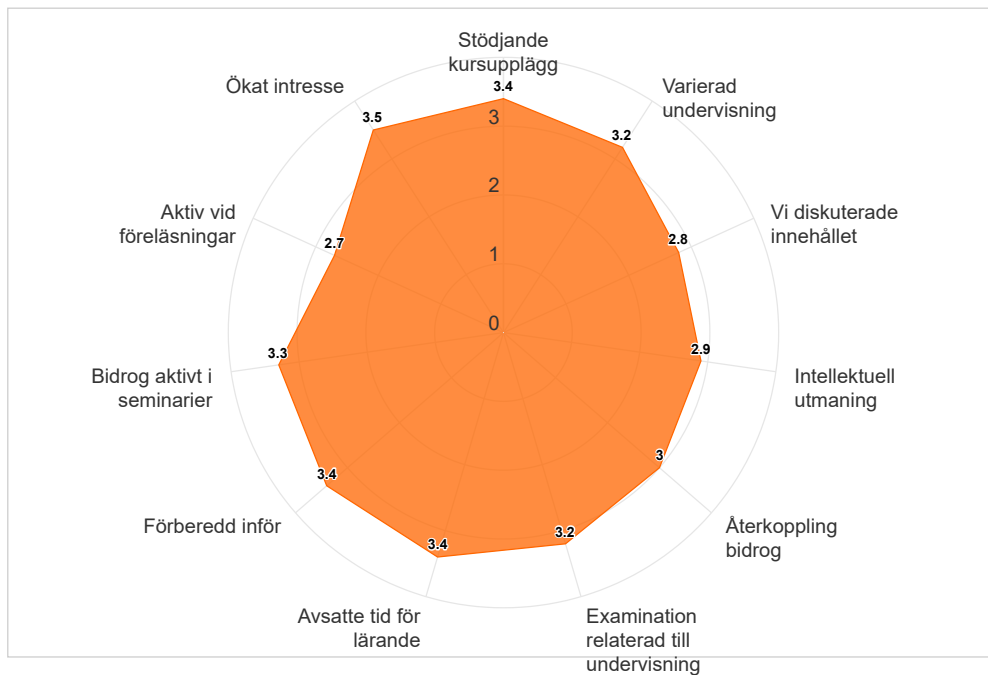 Stödjande
kursupplägg
3.4
Varierad
undervisning
3.2
Vi diskuterade
innehållet
2.8
Intellektuell
utmaning
2.9
Återkoppling
bidrog
3
Examination
relaterad till
undervisning
3.2
Avsatte tid för
lärande
3.4
Förberedd inför
3.4
Bidrog aktivt i
seminarier
3.3
Aktiv vid
föreläsningar
2.7
Ökat intresse
3.5
3
2
1
0